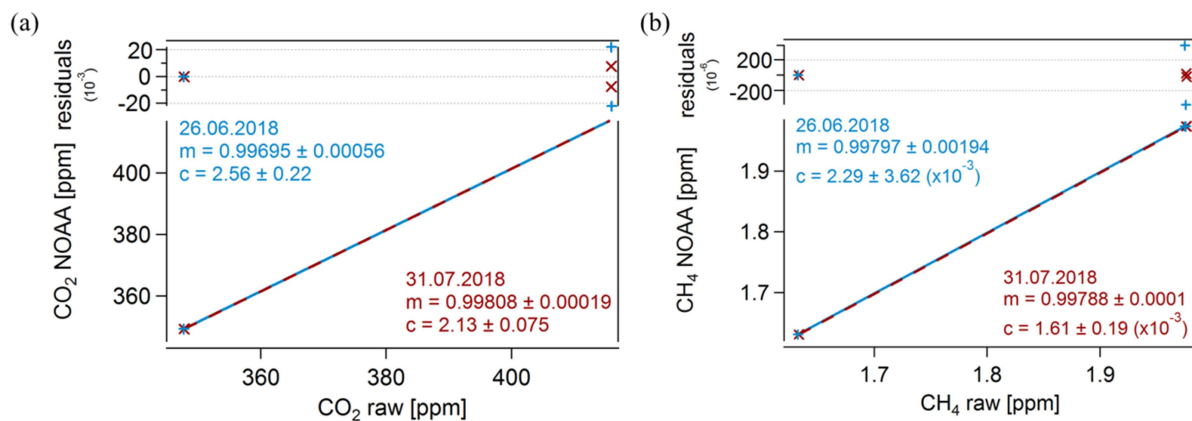 (a)
residuals
(10⁻³)
20
0
-20
26.06.2018
m = 0.99695 ± 0.00056
c = 2.56 ± 0.22
CO₂ NOAA [ppm]
400
380
360
31.07.2018
m = 0.99808 ± 0.00019
c = 2.13 ± 0.075
360 380 400
CO₂ raw [ppm]
(b)
residuals
(10⁻⁶)
200
-200
26.06.2018
m = 0.99797 ± 0.00194
c = 2.29 ± 3.62 (x10⁻³)
CH₄ NOAA [ppm]
1.9
1.8
1.7
31.07.2018
m = 0.99788 ± 0.0001
c = 1.61 ± 0.19 (x10⁻³)
1.7 1.8 1.9
CH₄ raw [ppm]